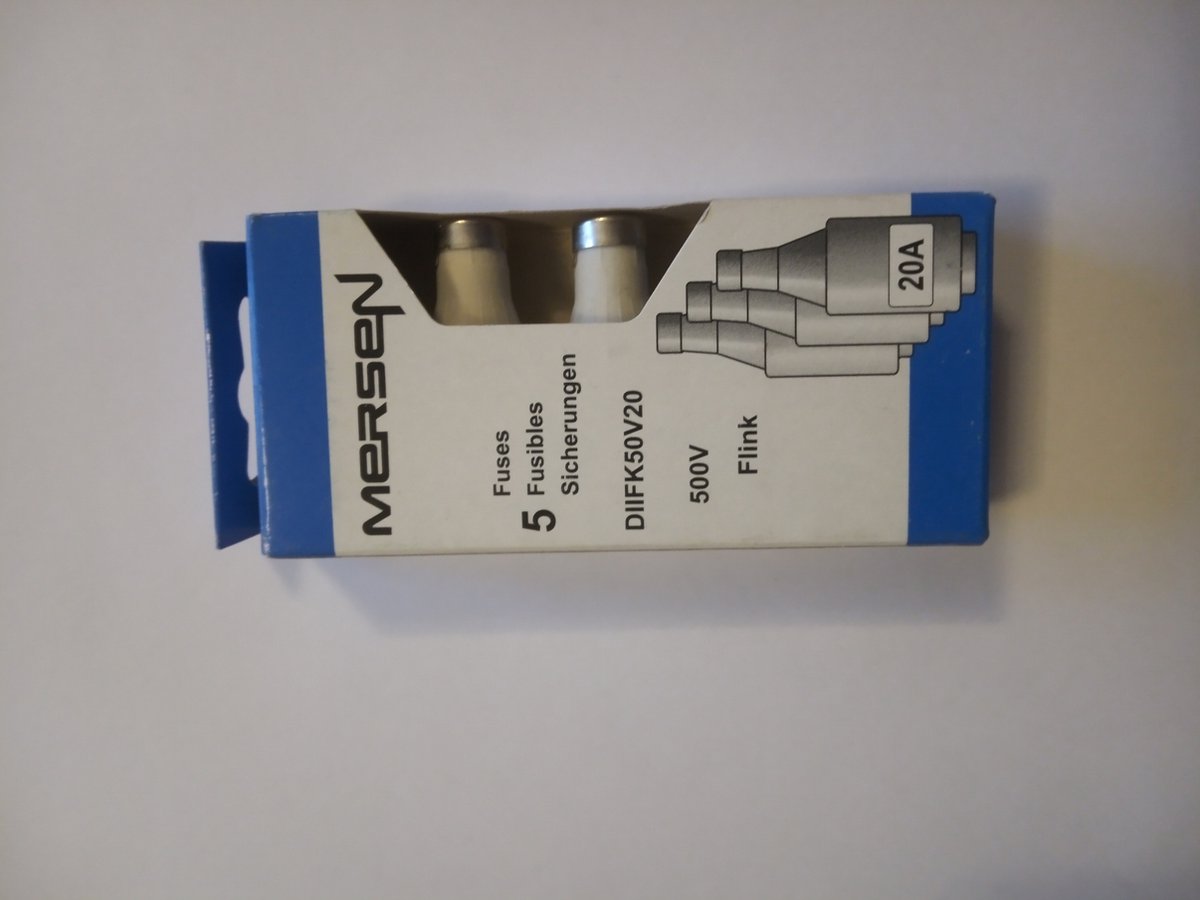 MERSEN
Fuses
5 Fusibles
Sicherungen
DIIFK50V20
500V
Flink
20A